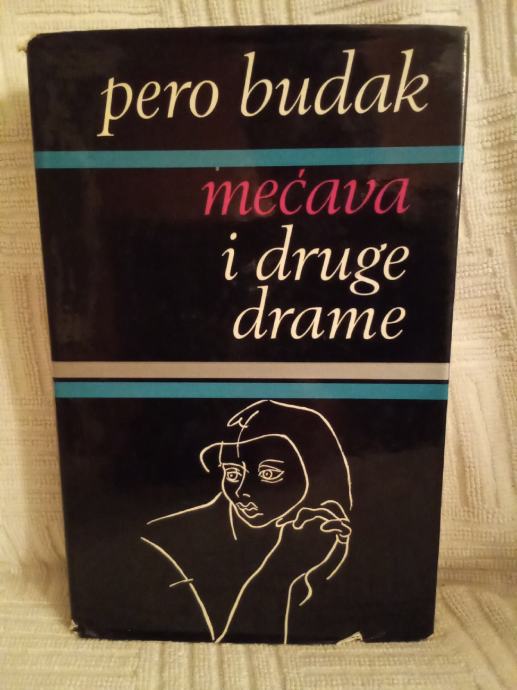 pero budak
mećava
i druge
drame